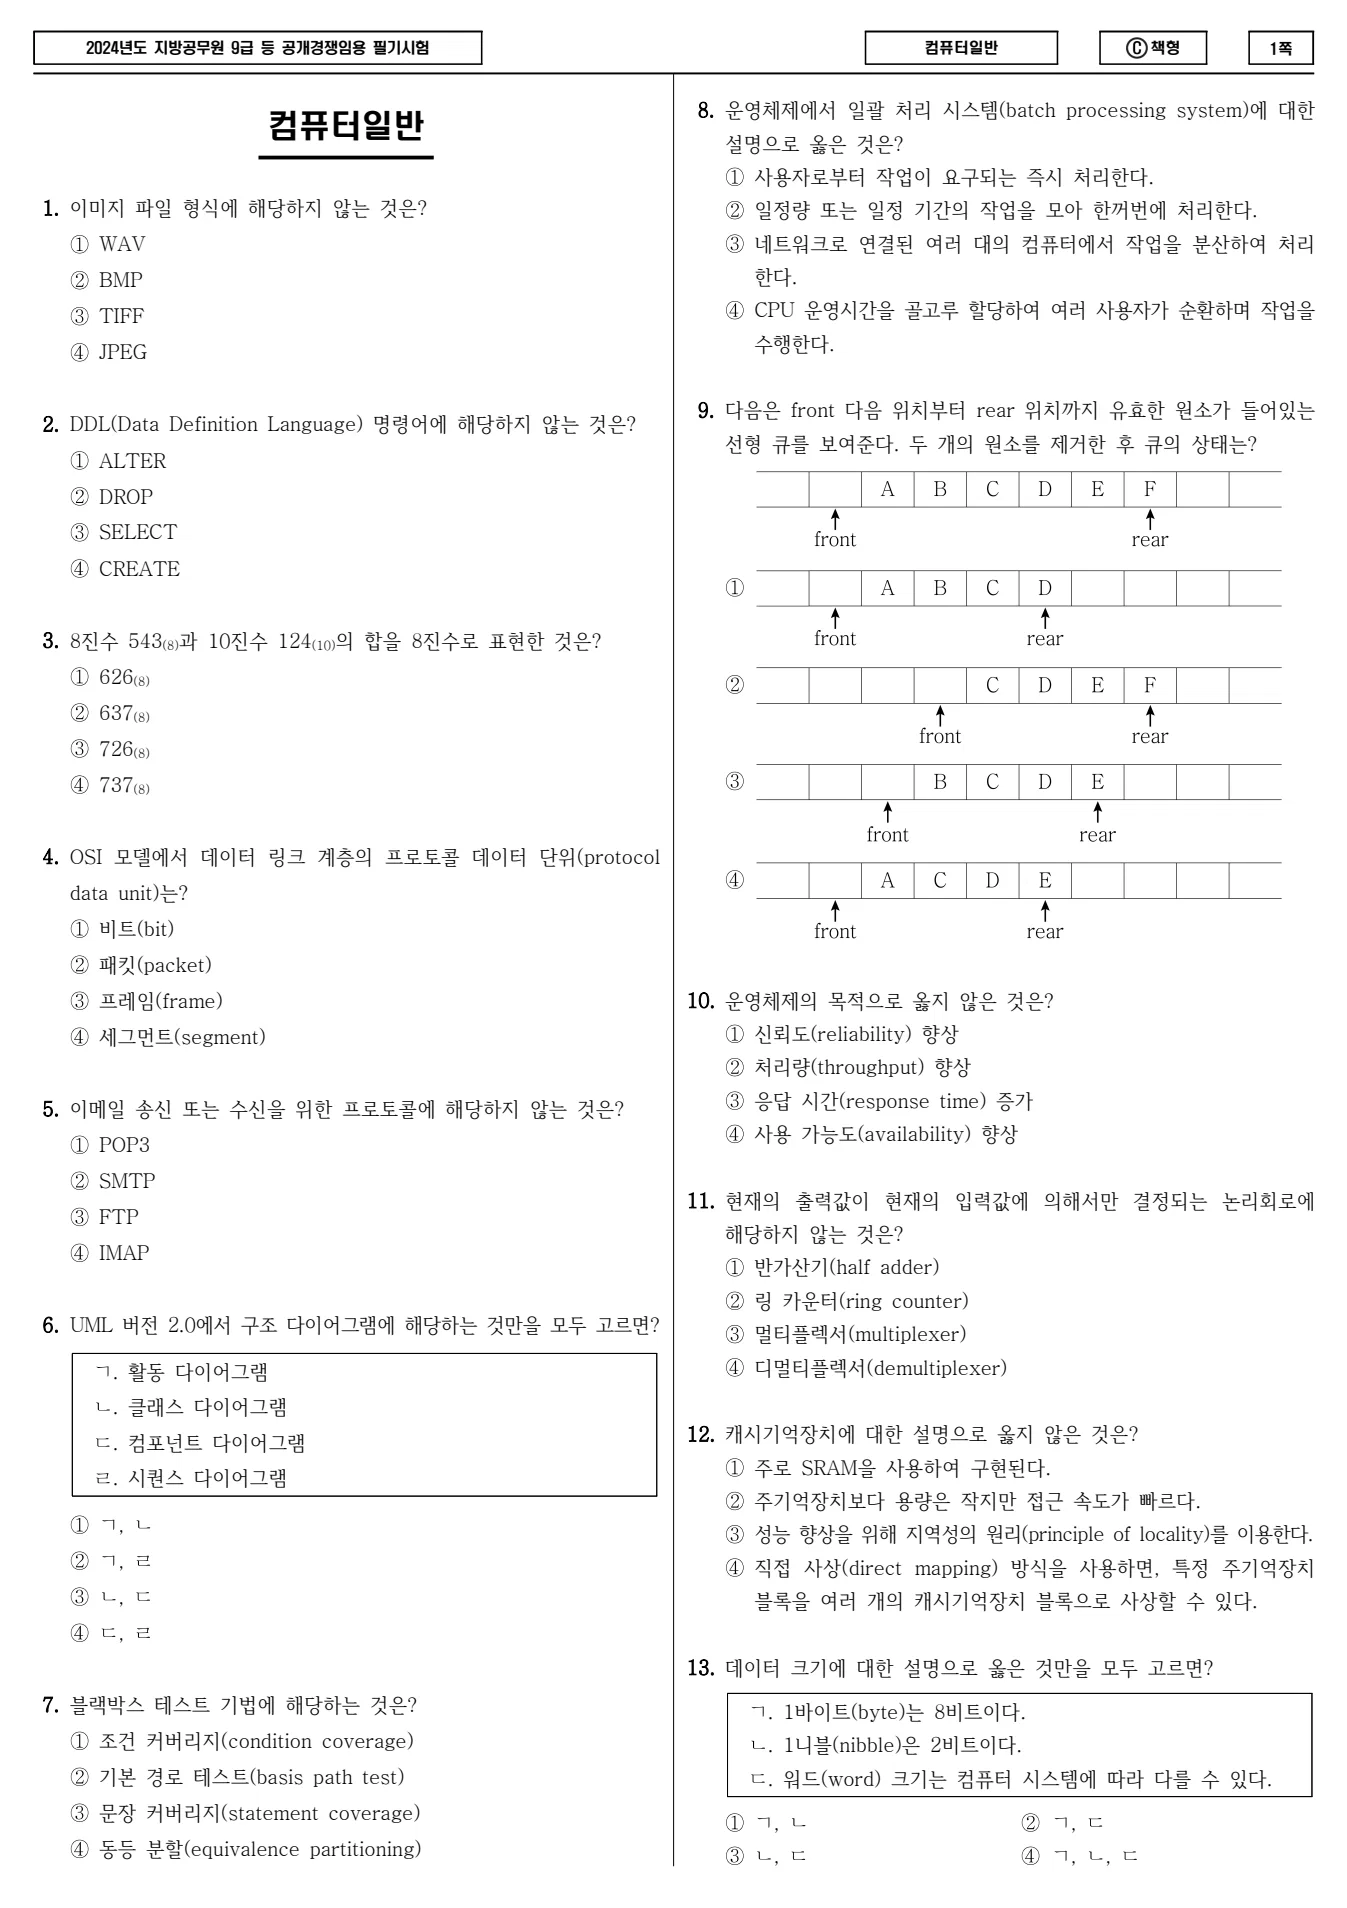 2024년도 지방공무원 9급 등 공개경쟁임용 필기시험
컴퓨터일반
Ⓒ책형
1쪽
컴퓨터일반
1. 이미지 파일 형식에 해당하지 않는 것은?
① WAV
② BMP
③ TIFF
④ JPEG
2. DDL(Data Definition Language) 명령어에 해당하지 않는 것은?
① ALTER
② DROP
③ SELECT
④ CREATE
3. 8진수 543(8)과 10진수 124(10)의 합을 8진수로 표현한 것은?
① 626(8)
② 637(8)
③ 726(8)
④ 737(8)
4. OSI 모델에서 데이터 링크 계층의 프로토콜 데이터 단위(protocol
data unit)는?
① 비트(bit)
② 패킷(packet)
③ 프레임(frame)
④ 세그먼트(segment)
5. 이메일 송신 또는 수신을 위한 프로토콜에 해당하지 않는 것은?
① POP3
② SMTP
③ FTP
④ IMAP
6. UML 버전 2.0에서 구조 다이어그램에 해당하는 것만을 모두 고르면?
ㄱ. 활동 다이어그램
ㄴ. 클래스 다이어그램
ㄷ. 컴포넌트 다이어그램
ㄹ. 시퀀스 다이어그램
① ㄱ, ㄴ
② ㄱ, ㄹ
③ ㄴ, ㄷ
④ ㄷ, ㄹ
7. 블랙박스 테스트 기법에 해당하는 것은?
① 조건 커버리지(condition coverage)
② 기본 경로 테스트(basis path test)
③ 문장 커버리지(statement coverage)
④ 동등 분할(equivalence partitioning)
8. 운영체제에서 일괄 처리 시스템(batch processing system)에 대한
설명으로 옳은 것은?
① 사용자로부터 작업이 요구되는 즉시 처리한다.
② 일정량 또는 일정 기간의 작업을 모아 한꺼번에 처리한다.
③ 네트워크로 연결된 여러 대의 컴퓨터에서 작업을 분산하여 처리
한다.
④ CPU 운영시간을 골고루 할당하여 여러 사용자가 순환하며 작업을
수행한다.
9. 다음은 front 다음 위치부터 rear 위치까지 유효한 원소가 들어있는
선형 큐를 보여준다. 두 개의 원소를 제거한 후 큐의 상태는?
A B C D E F
front rear
① A B C D
front rear
② C D E F
front rear
③ B C D E
front rear
④ A C D E
front rear
10. 운영체제의 목적으로 옳지 않은 것은?
① 신뢰도(reliability) 향상
② 처리량(throughput) 향상
③ 응답 시간(response time) 증가
④ 사용 가능도(availability) 향상
11. 현재의 출력값이 현재의 입력값에 의해서만 결정되는 논리회로에
해당하지 않는 것은?
① 반가산기(half adder)
② 링 카운터(ring counter)
③ 멀티플렉서(multiplexer)
④ 디멀티플렉서(demultiplexer)
12. 캐시기억장치에 대한 설명으로 옳지 않은 것은?
① 주로 SRAM을 사용하여 구현된다.
② 주기억장치보다 용량은 작지만 접근 속도가 빠르다.
③ 성능 향상을 위해 지역성의 원리(principle of locality)를 이용한다.
④ 직접 사상(direct mapping) 방식을 사용하면, 특정 주기억장치
블록을 여러 개의 캐시기억장치 블록으로 사상할 수 있다.
13. 데이터 크기에 대한 설명으로 옳은 것만을 모두 고르면?
ㄱ. 1바이트(byte)는 8비트이다.
ㄴ. 1니블(nibble)은 2비트이다.
ㄷ. 워드(word) 크기는 컴퓨터 시스템에 따라 다를 수 있다.
① ㄱ, ㄴ ② ㄱ, ㄷ
③ ㄴ, ㄷ ④ ㄱ, ㄴ, ㄷ